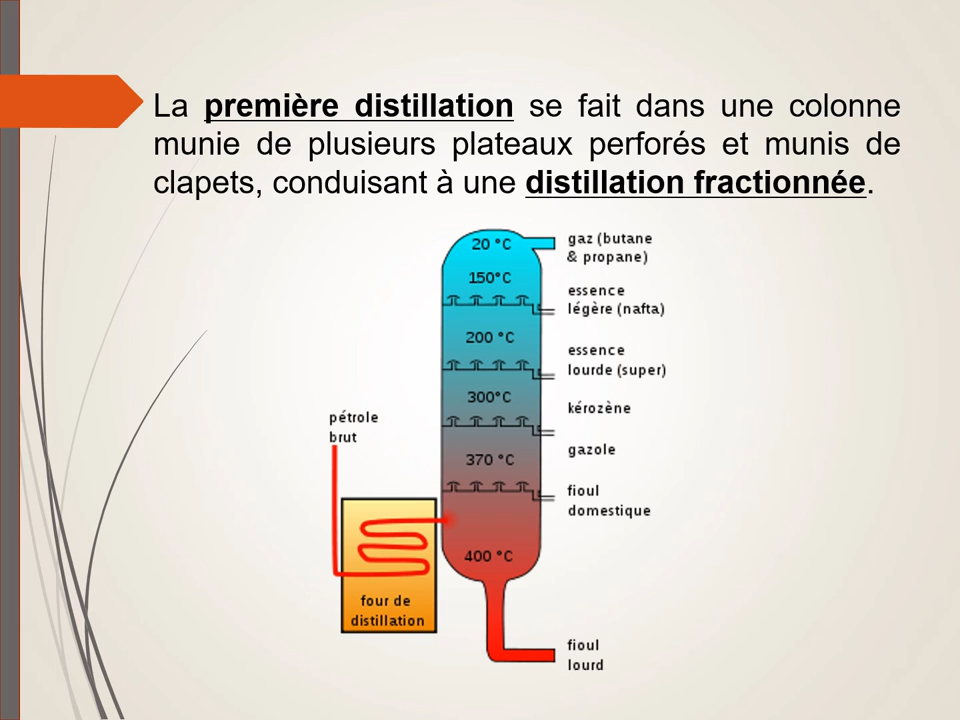 La première distillation se fait dans une colonne
munie de plusieurs plateaux perforés et munis de
clapets, conduisant à une distillation fractionnée.
20 °C
gaz (butane
& propane)
150°C
essence
légère (nafta)
200 °C
essence
lourde (super)
300°C
kérozène
pétrole
brut
gazole
370 °C
fioul
domestique
400 °C
four de
distillation
fioul
lourd